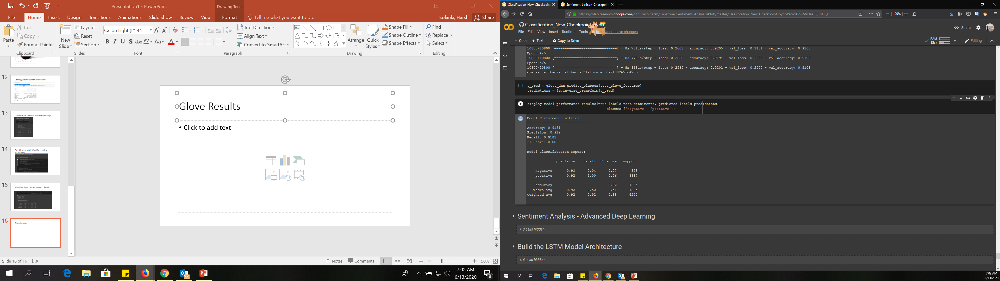 Presentation1 - PowerPoint
Drawing Tools
File
Home
Insert
Design
Transitions
Animations
Slide Show
Review
View
Format
Tell me what you want to do...
Solanki, Harsh
Share
Paste
Cut
Copy
Format Painter
Clipboard
New
Slide
Layout
Reset
Section
Slides
Calibri Light (
44
Font
Text Direction
Align Text
Convert to SmartArt
Paragraph
Arrange
Quick
Styles
Shape Fill
Shape Outline
Shape Effects
Drawing
Find
Replace
Select
Editing
12
Looking at term semantic similarity
13
Classification Without Word Embeddings
14
Classification With Word Embeddings
(word2Vec)
15
Word2vec Deep Neural Network Results
16
Glove Results
Glove Results
• Click to add text
Slide 16 of 16
Notes
Comments
50%
7:02 AM
6/13/2020
9
Classification_New_Checkpoint
Sentiment_Lexicon_Checkpoint
https://colab.research.google.com/github/solharsh/Capstone_Sentiment_Analysis/blob/master/Classification_New_Checkpoint.ipynb#scrollTo=SVUaaIQC4FQX
100%
Classification_New_Checkpoint.ipynb
File Edit View Insert Runtime Tools
Cannot save changes
Share
+ Code + Text
Copy to Drive
RAM
Disk
Editing
10800/10800 [==============================] - 8s 781us/step - loss: 0.2663 - accuracy: 0.9205 - val_loss: 0.3151 - val_accuracy: 0.9108
Epoch 4/5
10800/10800 [==============================] - 8s 778us/step - loss: 0.2620 - accuracy: 0.9194 - val_loss: 0.2966 - val_accuracy: 0.9108
Epoch 5/5
10800/10800 [==============================] - 9s 813us/step - loss: 0.2585 - accuracy: 0.9201 - val_loss: 0.2952 - val_accuracy: 0.9108
<keras.callbacks.callbacks.History at 0x7f38265fc470>
[ ] y_pred = glove_dnn.predict_classes(test_glove_features)
predictions = le.inverse_transform(y_pred)
display_model_performance_results(true_labels=test_sentiments, predicted_labels=predictions,
classes=['negative', 'positive'])
Model Performance metrics:
------------------------------
Accuracy: 0.9181
Precision: 0.919
Recall: 0.9181
F1 Score: 0.882
Model Classification report:
------------------------------
precision recall f1-score support
negative 0.93 0.04 0.07 358
positive 0.92 1.00 0.96 3867
accuracy 0.92 4225
macro avg 0.92 0.52 0.51 4225
weighted avg 0.92 0.92 0.88 4225
Sentiment Analysis - Advanced Deep Learning
↳ 3 cells hidden
Build the LSTM Model Architecture
↳ 4 cells hidden
7:02 AM
6/13/2020